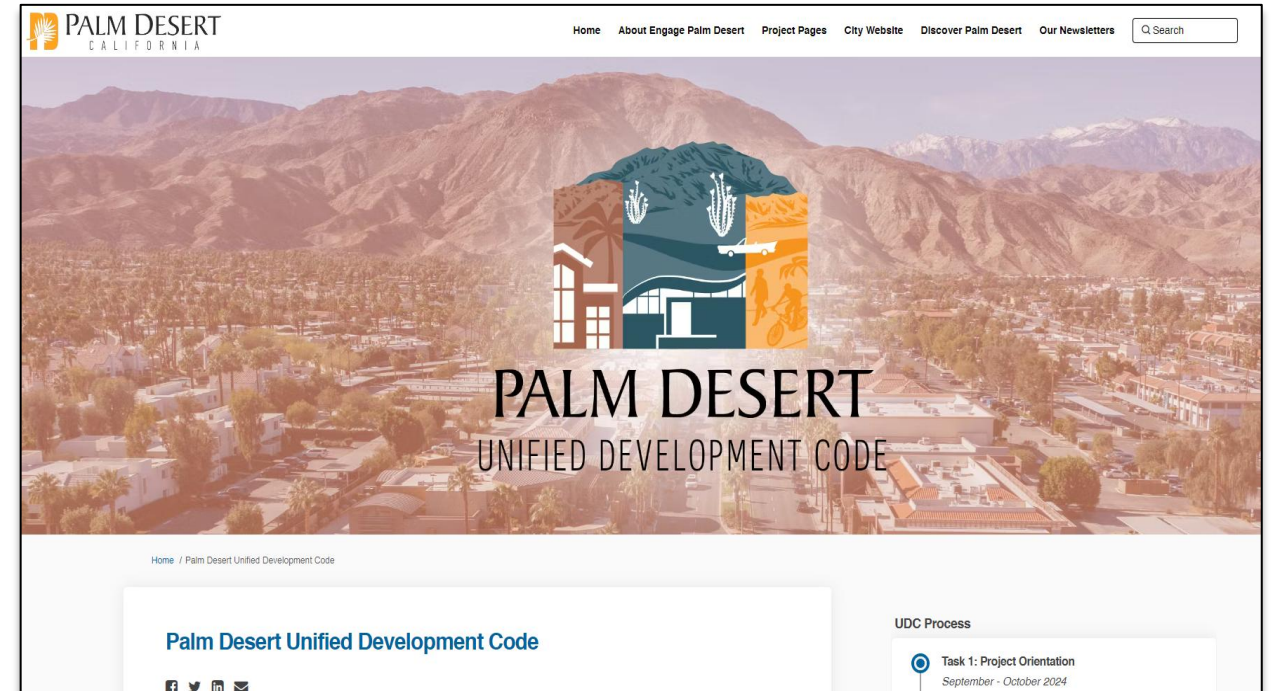 PALM DESERT
CALIFORNIA
Home About Engage Palm Desert Project Pages City Website Discover Palm Desert Our Newsletters Search
PALM DESERT
UNIFIED DEVELOPMENT CODE
Home / Palm Desert Unified Development Code
Palm Desert Unified Development Code
UDC Process
Task 1: Project Orientation
September - October 2024